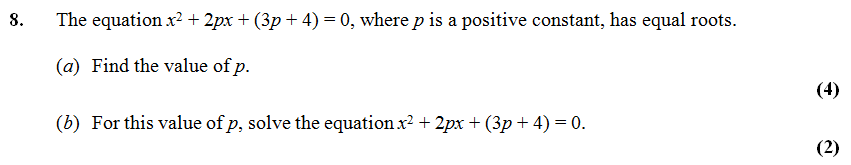 8. The equation x² + 2px + (3p + 4) = 0, where p is a positive constant, has equal roots.
(a) Find the value of p.
(4)
(b) For this value of p, solve the equation x² + 2px + (3p + 4) = 0.
(2)